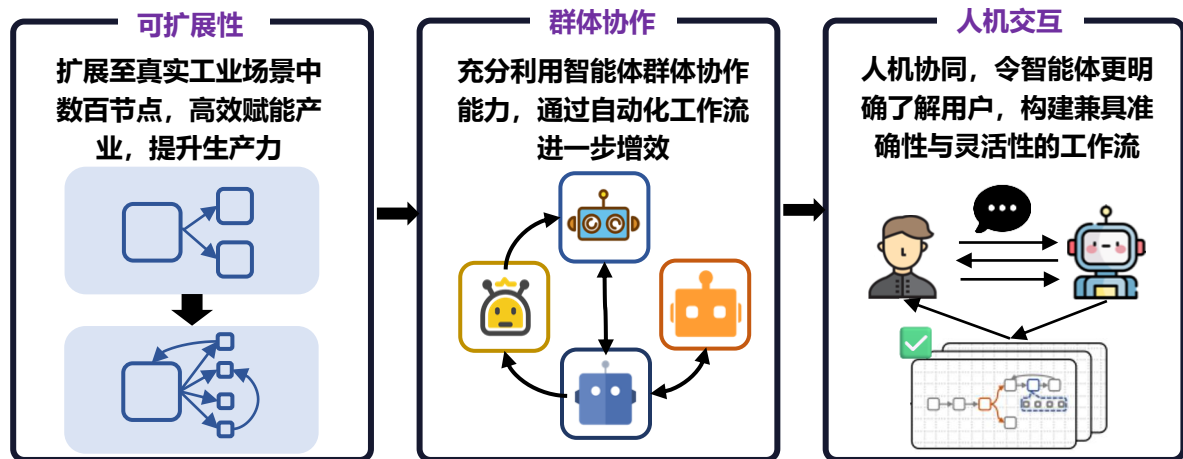 可扩展性
扩展至真实工业场景中
数百节点，高效赋能产
业，提升生产力
群体协作
充分利用智能体群体协作
能力，通过自动化工作流
进一步增效
人机交互
人机协同，令智能体更明
确了解用户，构建兼具准
确性与灵活性的工作流